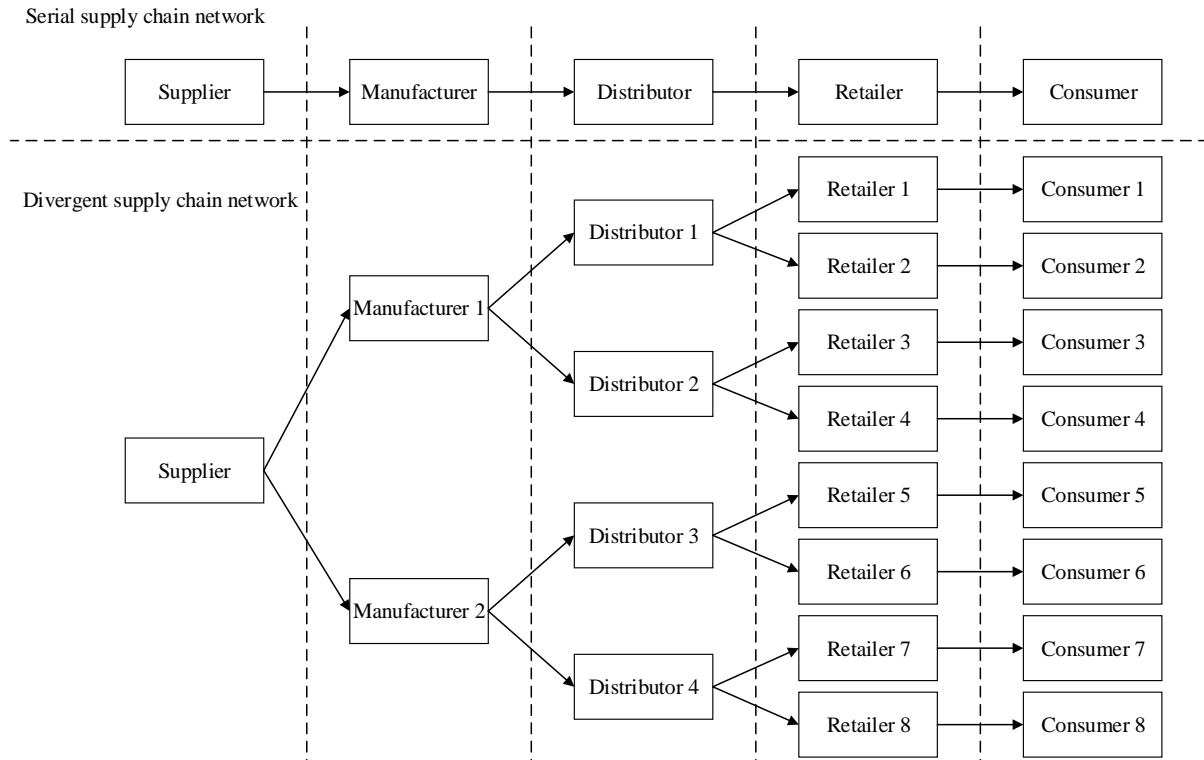 Serial supply chain network
Supplier
Manufacturer
Distributor
Retailer
Consumer
Divergent supply chain network
Supplier
Manufacturer 1
Manufacturer 2
Distributor 1
Distributor 2
Distributor 3
Distributor 4
Retailer 1
Retailer 2
Retailer 3
Retailer 4
Retailer 5
Retailer 6
Retailer 7
Retailer 8
Consumer 1
Consumer 2
Consumer 3
Consumer 4
Consumer 5
Consumer 6
Consumer 7
Consumer 8